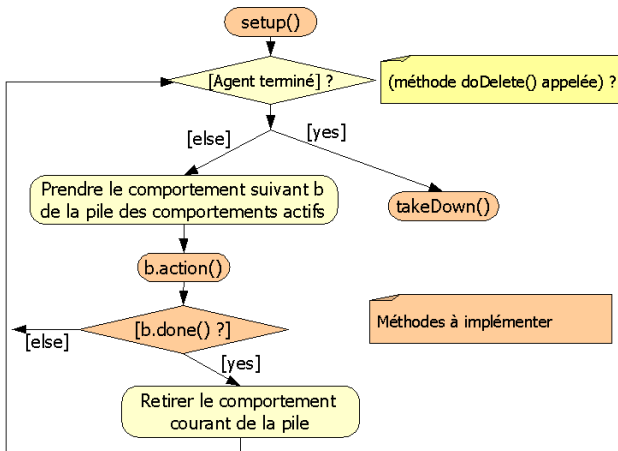 setup()
[Agent terminé] ?
(méthode doDelete() appelée) ?
[else]
[yes]
Prendre le comportement suivant b
de la pile des comportements actifs
takeDown()
b.action()
[b.done() ?]
Méthodes à implémenter
[else]
[yes]
Retirer le comportement
courant de la pile